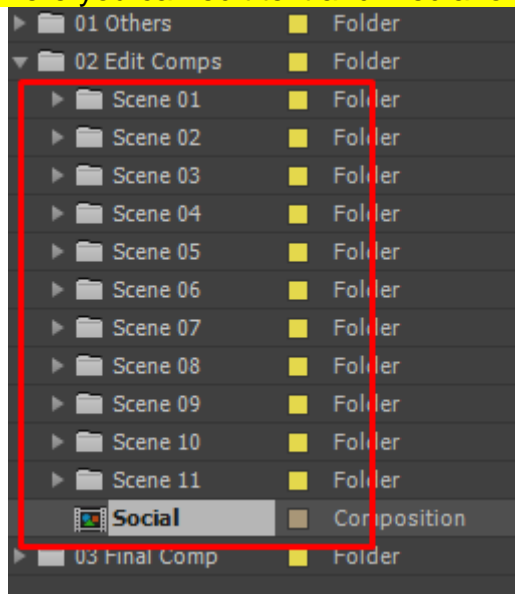 01 Others Folder
02 Edit Comps Folder
Scene 01 Folder
Scene 02 Folder
Scene 03 Folder
Scene 04 Folder
Scene 05 Folder
Scene 06 Folder
Scene 07 Folder
Scene 08 Folder
Scene 09 Folder
Scene 10 Folder
Scene 11 Folder
Social Composition
03 Final Comp Folder